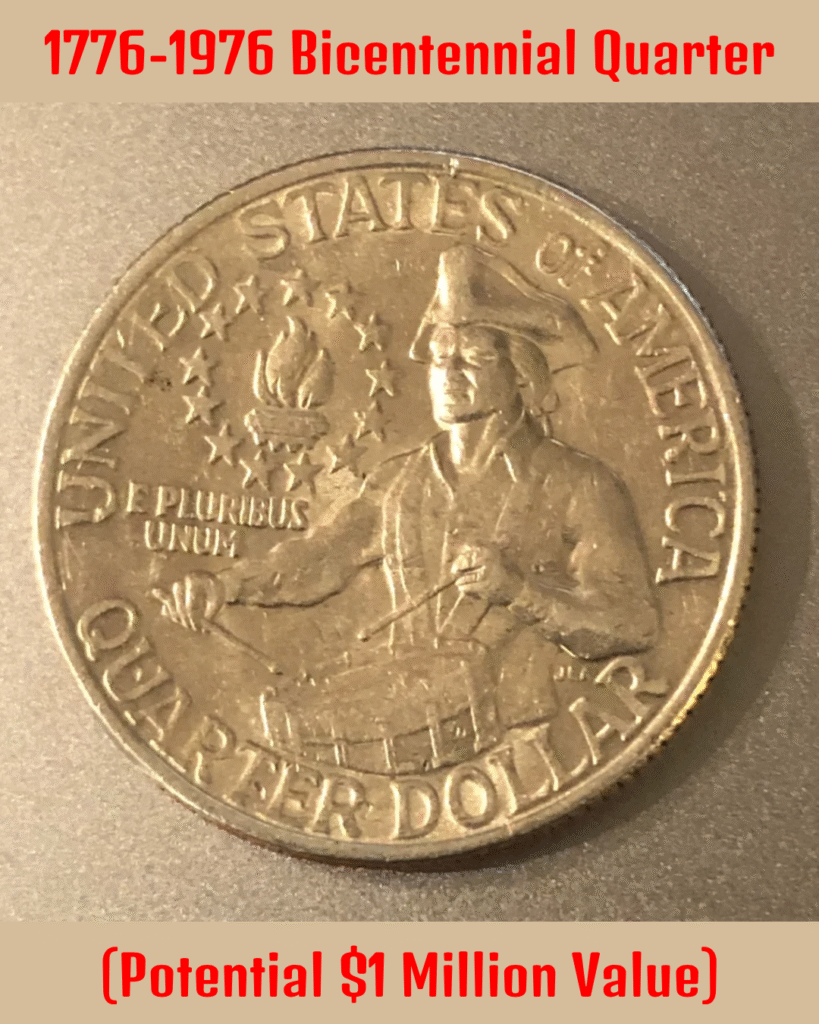 1776-1976 Bicentennial Quarter
UNITED STATES OF AMERICA
E PLURIBUS
UNUM
QUARTER DOLLAR
(Potential $1 Million Value)